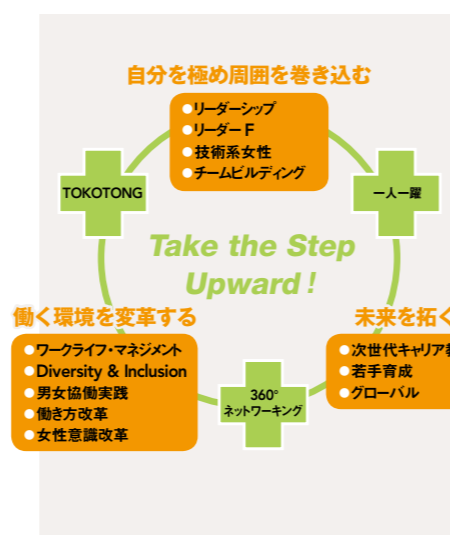 自分を極め周囲を巻き込む
●リーダーシップ
●リーダーF
●技術系女性
●チームビルディング
TOKOTONG
一人一躍
Take the Step
Upward!
働く環境を変革する
●ワークライフ・マネジメント
●Diversity & Inclusion
●男女協働実践
●働き方改革
●女性意識改革
360°
ネットワーキング
未来を拓く
●次世代キャリア
●若手育成
●グローバル